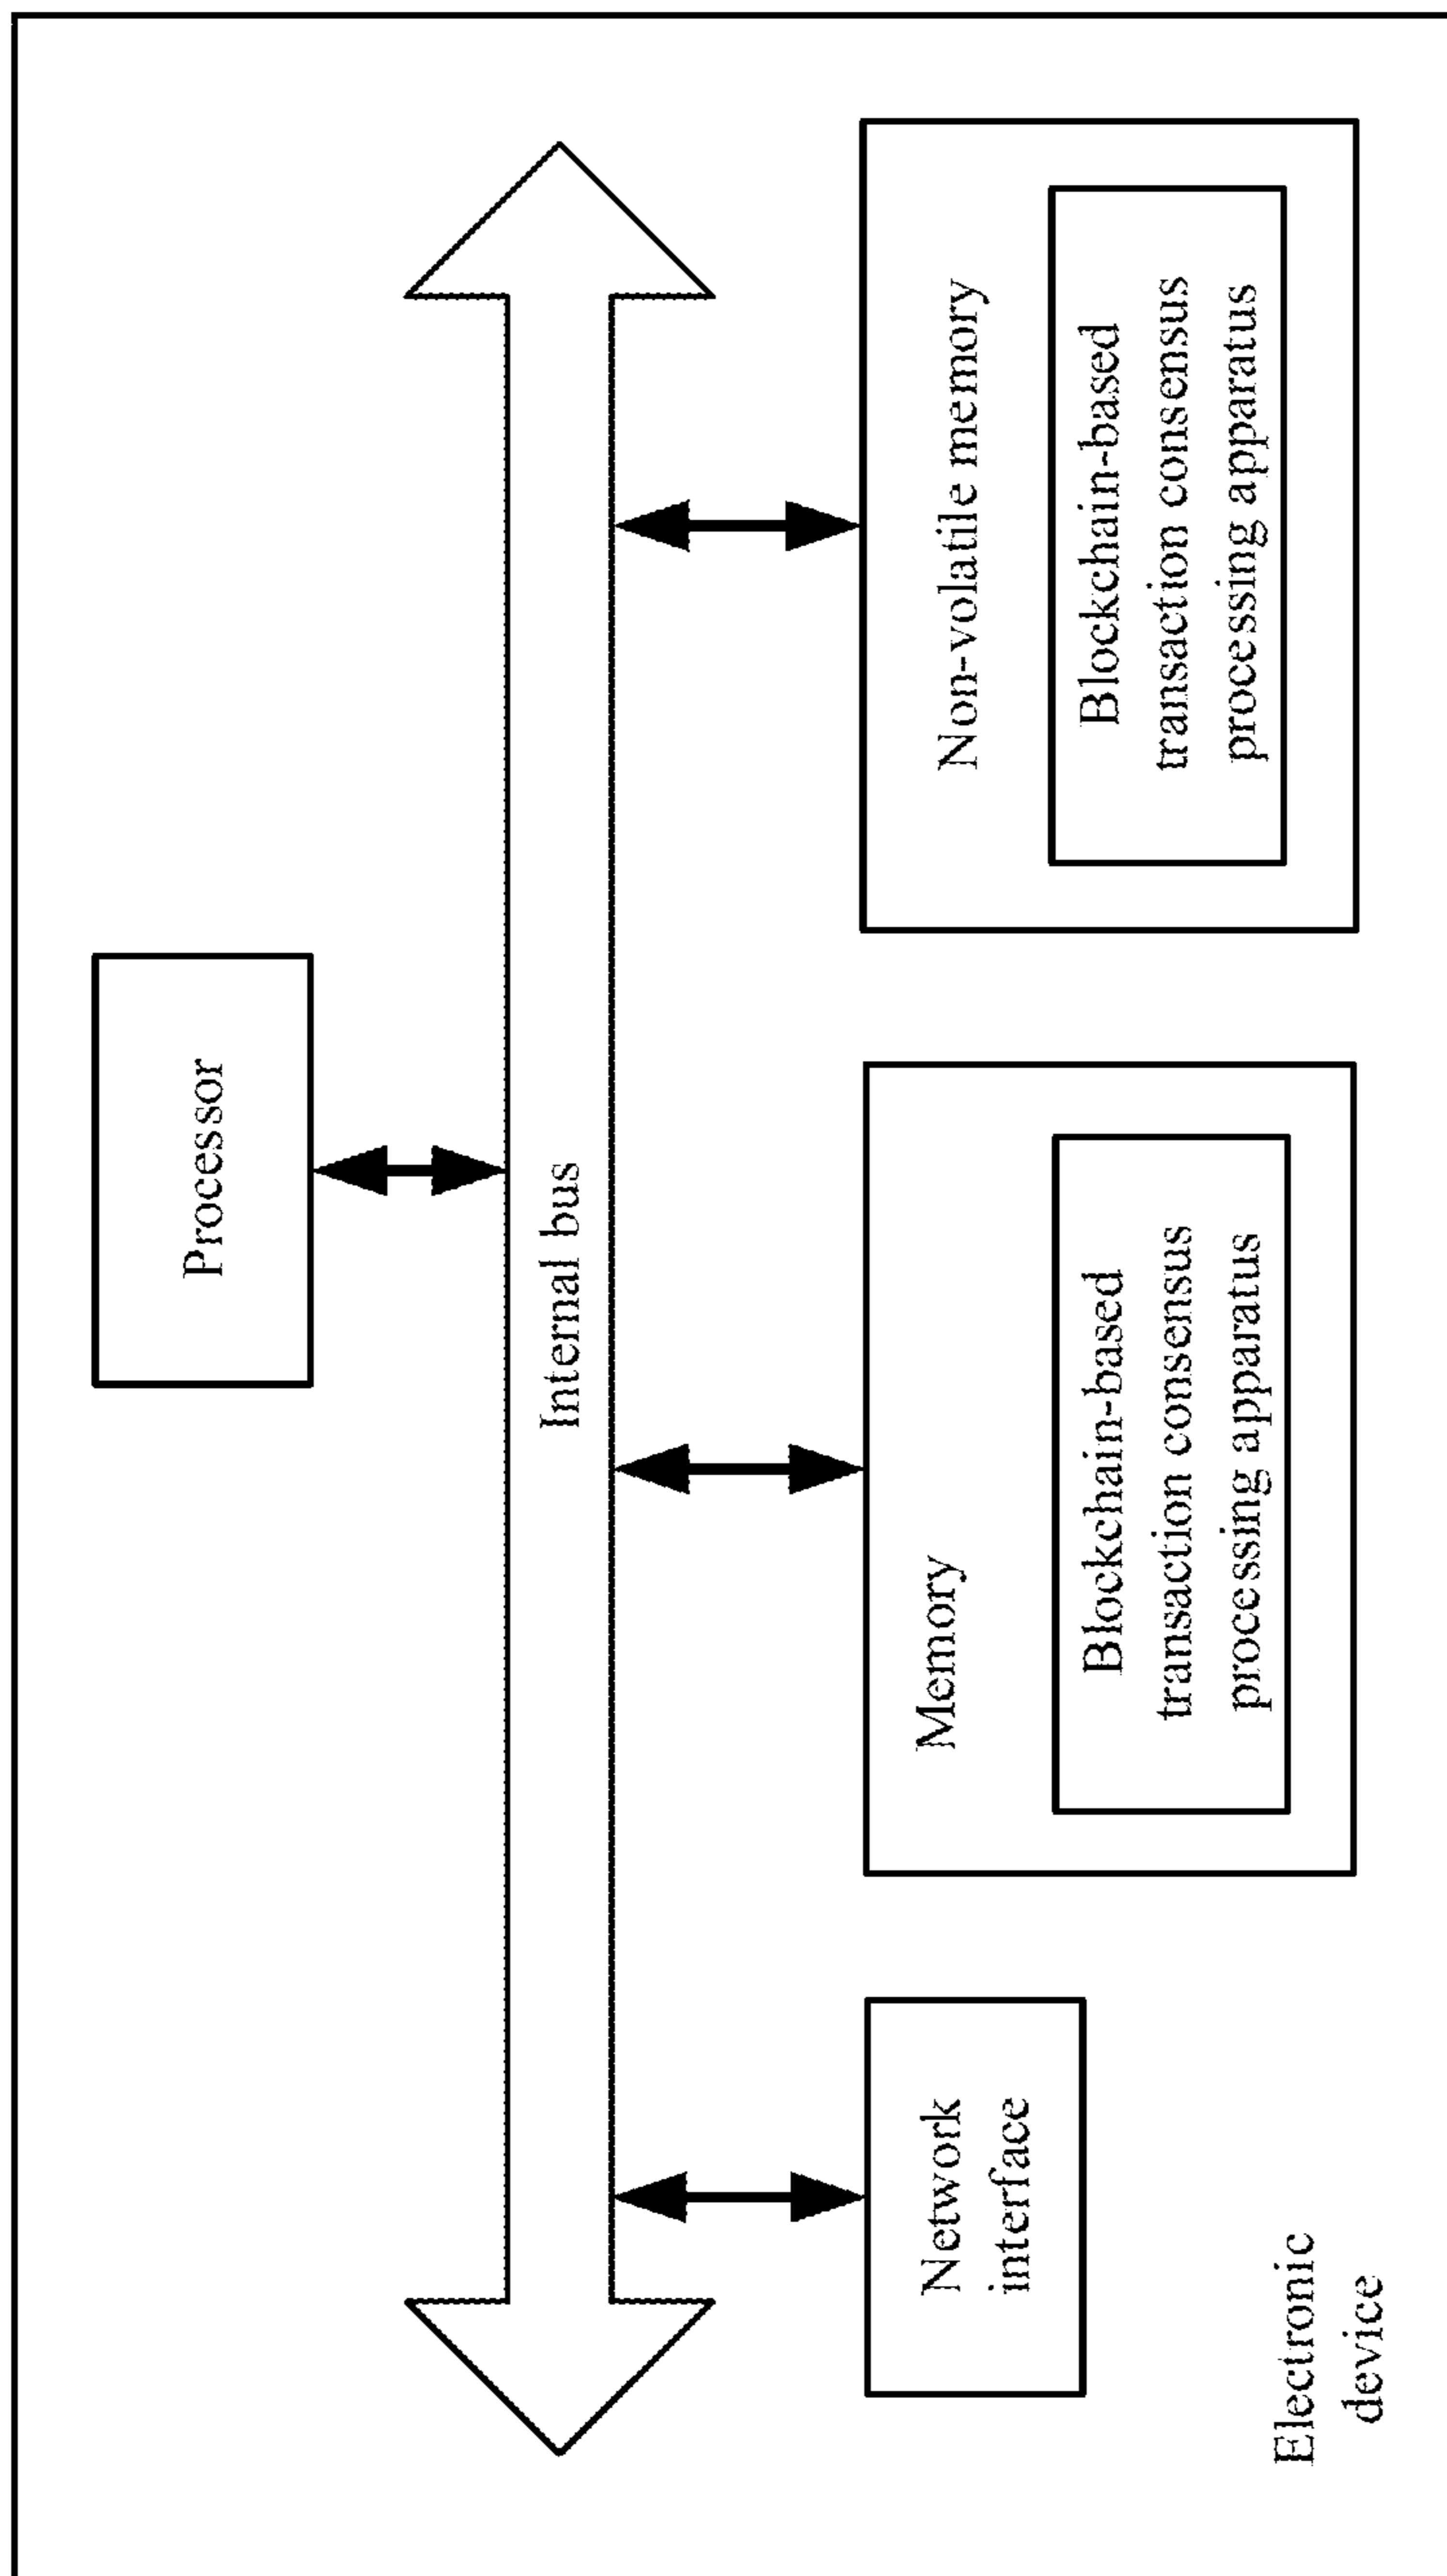 Processor
Internal bus
Network
interface
Memory
Blockchain-based
transaction consensus
processing apparatus
Non-volatile memory
Blockchain-based
transaction consensus
processing apparatus
Electronic
device